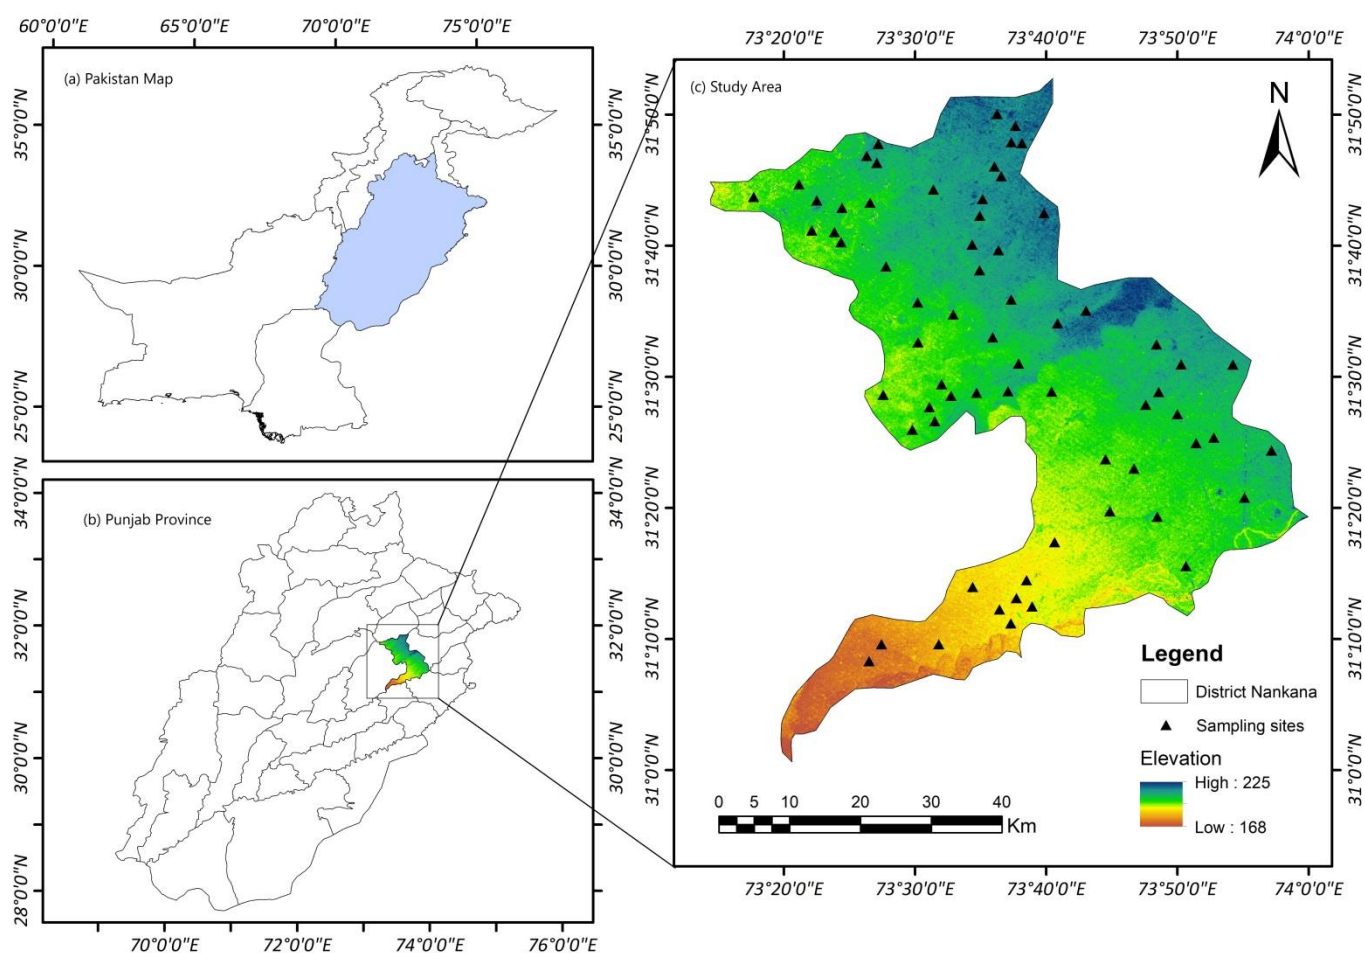 60°0'0"E 65°0'0"E 70°0'0"E 75°0'0"E
(a) Pakistan Map
35°0'0"N
30°0'0"N
25°0'0"N
35°0'0"N
30°0'0"N
25°0'0"N
(b) Punjab Province
34°0'0"N
32°0'0"N
30°0'0"N
28°0'0"N
34°0'0"N
32°0'0"N
30°0'0"N
28°0'0"N
70°0'0"E 72°0'0"E 74°0'0"E 76°0'0"E
73°20'0"E 73°30'0"E 73°40'0"E 73°50'0"E 74°0'0"E
(c) Study Area
N
31°50'0"N
31°40'0"N
31°30'0"N
31°20'0"N
31°10'0"N
31°0'0"N
31°50'0"N
31°40'0"N
31°30'0"N
31°20'0"N
31°10'0"N
31°0'0"N
Legend
District Nankana
Sampling sites
Elevation
High : 225
Low : 168
0 5 10 20 30 40
Km
73°20'0"E 73°30'0"E 73°40'0"E 73°50'0"E 74°0'0"E